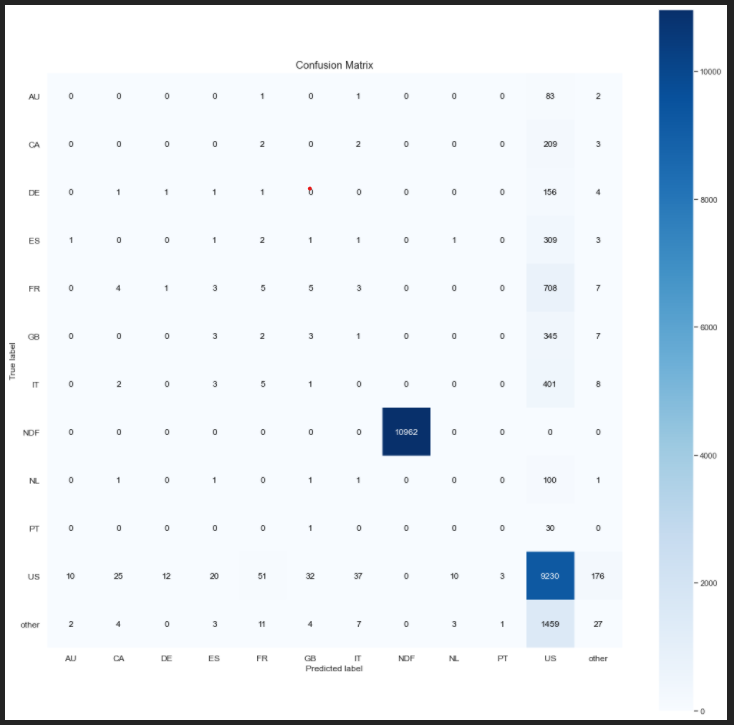 Confusion Matrix
AU 0 0 0 0 1 0 1 0 0 0 83 2
CA 0 0 0 0 2 0 2 0 0 0 209 3
DE 0 1 1 1 1 0 0 0 0 0 156 4
ES 1 0 0 1 2 1 1 0 1 0 309 3
FR 0 4 1 3 5 5 3 0 0 0 708 7
GB 0 0 0 3 2 3 1 0 0 0 345 7
IT 0 2 0 3 5 1 0 0 0 0 401 8
NDF 0 0 0 0 0 0 0 10962 0 0 0 0
NL 0 1 0 1 0 1 1 0 0 0 100 1
PT 0 0 0 0 0 1 0 0 0 0 30 0
US 10 25 12 20 51 32 37 0 10 3 9230 176
other 2 4 0 3 11 4 7 0 3 1 1459 27
AU CA DE ES FR GB IT NDF NL PT US other
Predicted label
True label
10000
8000
6000
4000
2000
0